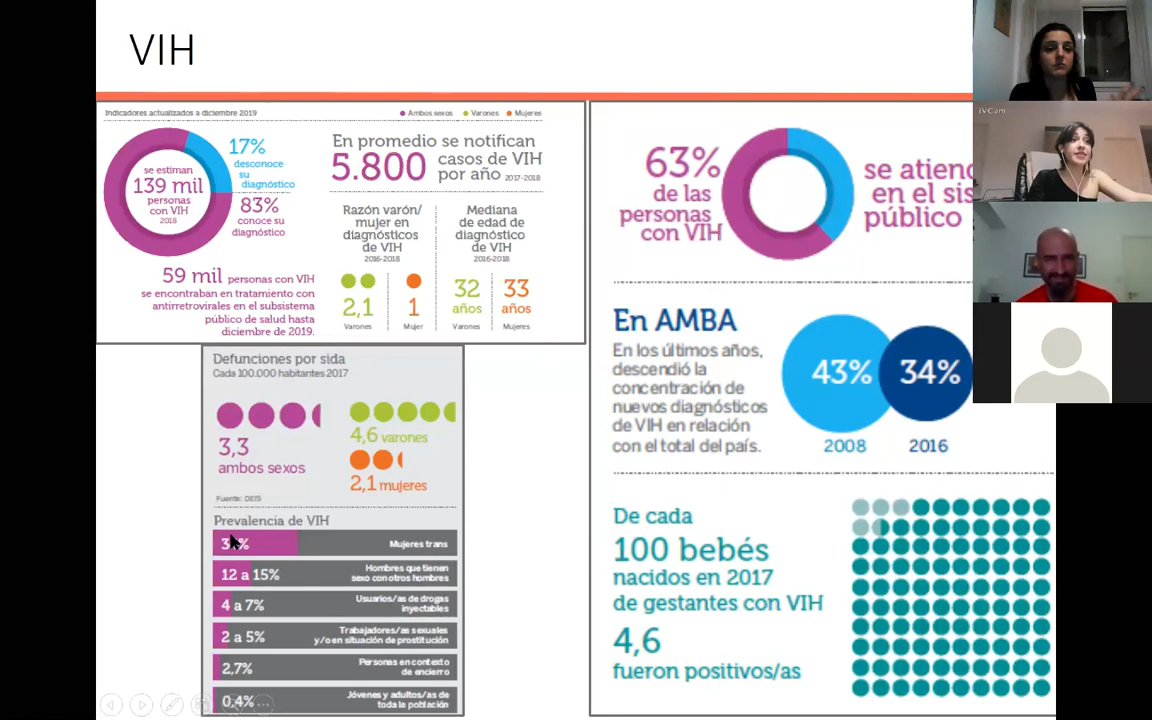 VIH
Indicadores actualizados a diciembre 2019
Ambos sexos
Varones
Mujeres
se estiman
139 mil
personas
con VIH
2018
17%
desconoce
su
diagnóstico
83%
conoce su
diagnóstico
59 mil personas con VIH
se encontraban en tratamiento con
antirretrovirales en el subsistema
público de salud hasta
diciembre de 2019.
En promedio se notifican
5.800 casos de VIH
por año 2017-2018
Razón varón/
mujer en
diagnósticos
de VIH
2016-2018
2,1
Varones
1
Mujer
Mediana
de edad de
diagnóstico
de VIH
2016-2018
32
años
Varones
33
años
Mujeres
Defunciones por sida
Cada 100.000 habitantes 2017
3,3
ambos sexos
4,6 varones
2,1 mujeres
Fuente: DEIS
Prevalencia de VIH
Mujeres trans
12 a 15%
Hombres que tienen
sexo con otros hombres
4 a 7%
Usuarios/as de drogas
inyectables
2 a 5%
Trabajadores/as sexuales
y/o en situación de prostitución
2,7%
Personas en contexto
de encierro
0,4%
Jóvenes y adultos/as de
toda la población
63%
de las
personas
con VIH
se atien
en el sis
público
En AMBA
En los últimos años,
descendió la
concentración de
nuevos diagnósticos
de VIH en relación
con el total del país.
43%
34%
2008
2016
De cada
100 bebés
nacidos en 2017
de gestantes con VIH
4,6
fueron positivos/as
iVCam